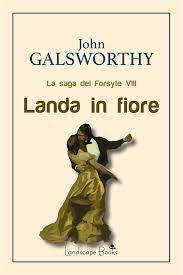 John
GALSWORTHY
La saga dei Forsyte VIII
Landa in fiore
Landscape Books